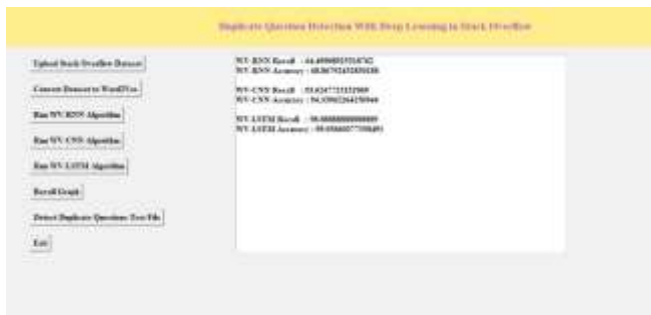 Duplicate Question Detection With Deep Learning in Stack Overflow
Upload Stack Overflow Dataset
Convert Dataset to Word2Vec
Run WV-RNN Algorithm
Run WV-CNN Algorithm
Run WV-LSTM Algorithm
Recall Graph
Detect Duplicate Questions Test File
Exit
WV-RNN Recall :
WV-RNN Accuracy :
WV-CNN Recall :
WV-CNN Accuracy :
WV-LSTM Recall :
WV-LSTM Accuracy :